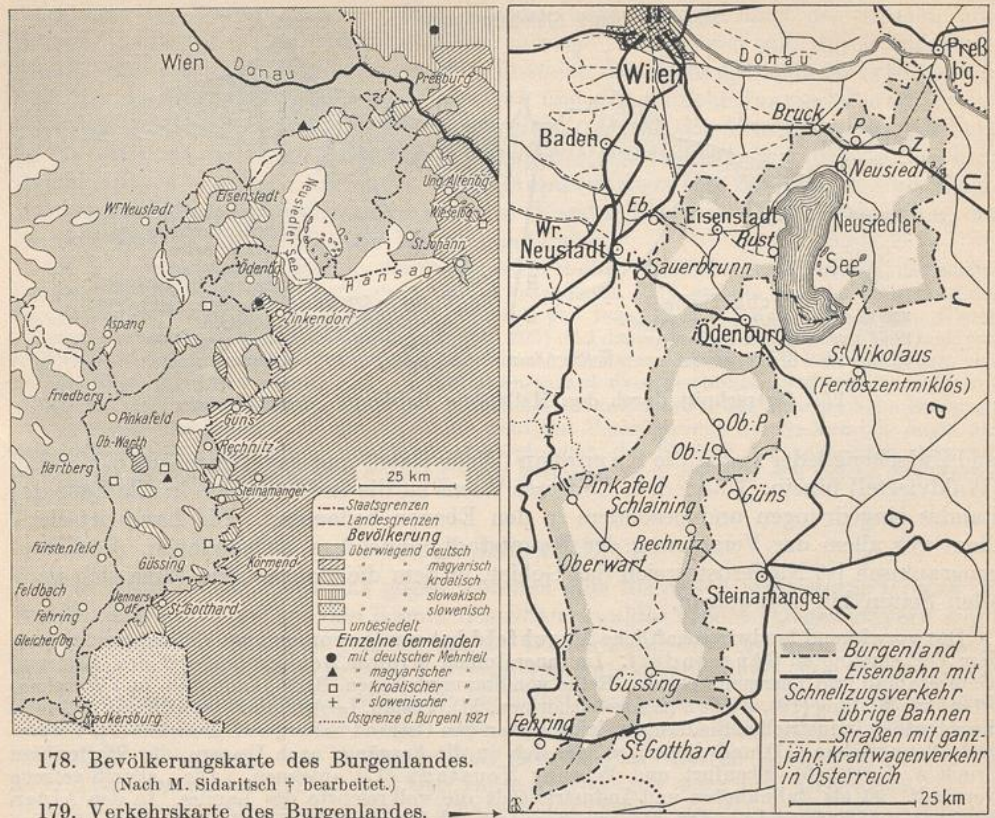 Wien
Donau
Preßburg
Ung. Altenbg.
Wieselbg.
Eisenstadt
Neusiedler See
Wr. Neustadt
St. Johann
Ödenbg.
Hansag
Zinkendorf
Aspang
Friedberg
Güns
Pinkafeld
Ob-Warth
Rechnitz
Hartberg
25 km
Steinamanger
Staatsgrenzen
Landesgrenzen
Bevölkerung
überwiegend deutsch
" " magyarisch
" " kroatisch
" " slowakisch
" " slowenisch
unbesiedelt
Einzelne Gemeinden
mit deutscher Mehrheit
" magyarischer "
" kroatischer "
" slowenischer "
Ostgrenze d. Burgenl. 1921
Fürstenfeld
Güssing
Körmend
Feldbach
Jenners-
df.
Fehring
St. Gotthard
Gleichenbg.
Radkersburg
178. Bevölkerungskarte des Burgenlandes.
(Nach M. Sidaritsch † bearbeitet.)
179. Verkehrskarte des Burgenlandes.
Wien
Donau
Preß
bg.
Bruck
P.
Z.
Baden
Neusiedl
Eb.
Eisenstadt
Neusiedler
Rust
Wr.
Neustadt
See
Sauerbrunn
Ödenburg
St. Nikolaus
(Fertöszentmiklós)
Ob: P.
Ob: L.
Pinkafeld
Güns
Schlaining
Rechnitz
Oberwart
Steinamanger
Güssing
Fehring
St. Gotthard
Ungarn
Burgenland
Eisenbahn mit
Schnellzugsverkehr
übrige Bahnen
Straßen mit ganz-
jähr. Kraftwagenverkehr
in Österreich
25 km